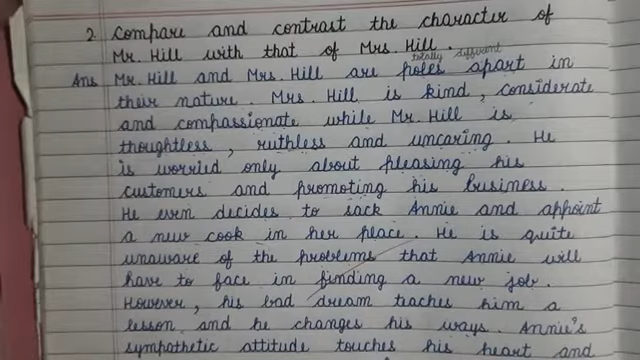 2 Compare and contrast the character of
Mr. Hill with that of Mrs. Hill.
totally different
Ans Mr. Hill and Mrs. Hill are poles apart in
their nature. Mrs. Hill is kind, considerate
and compassionate while Mr. Hill is
thoughtless, ruthless and uncaring. He
is worried only about pleasing his
customers and promoting his business.
He even decides to sack Annie and appoint
a new cook in her place. He is quite
unaware of the problems that Annie will
have to face in finding a new job.
However, his bad dream teaches him a
lesson and he changes his ways. Annie's
sympothetic attitude touches his heart and